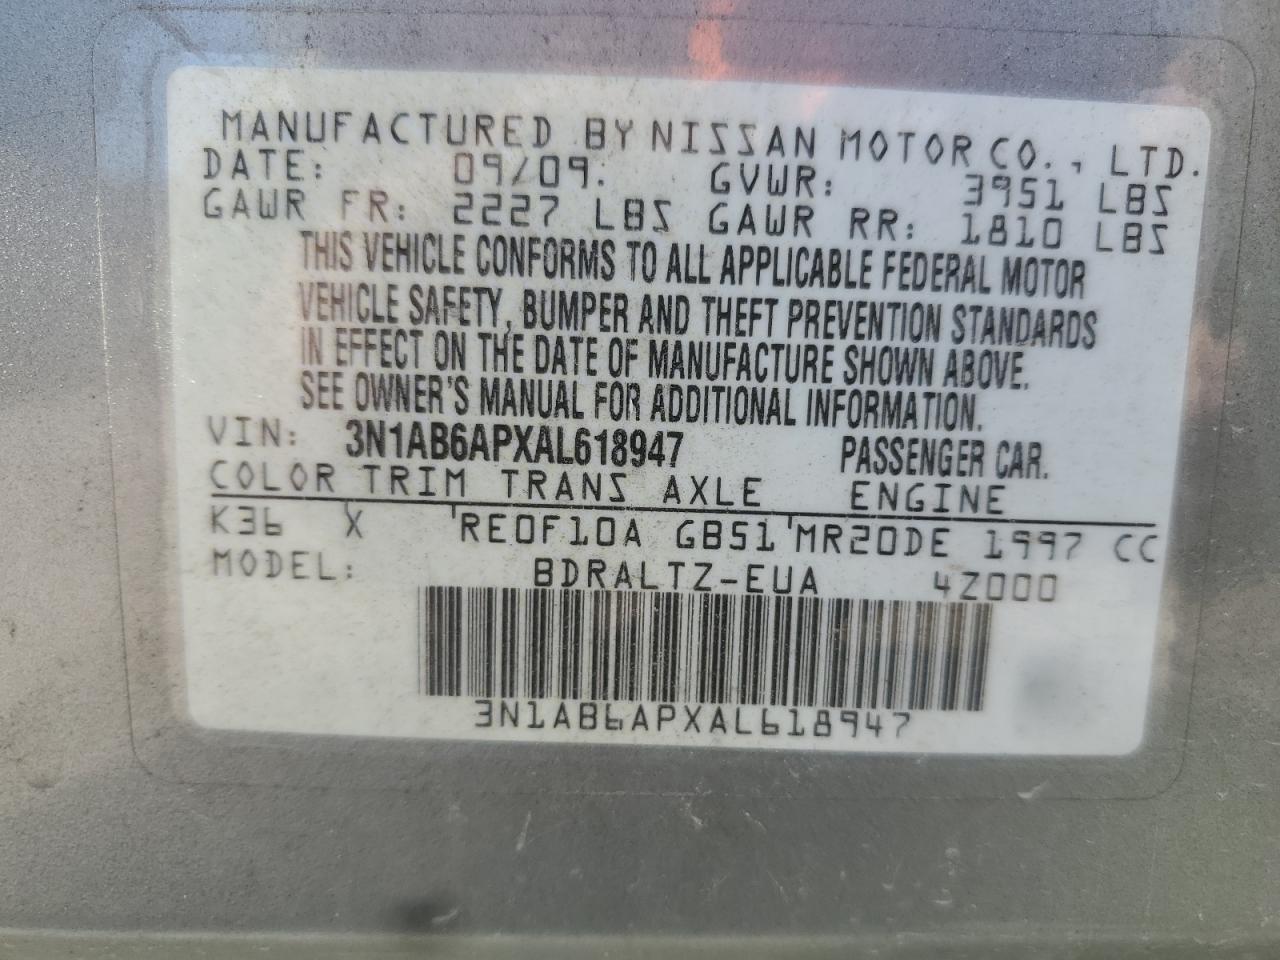 MANUFACTURED BY NISSAN MOTOR CO., LTD.
DATE: 09/09. GVWR: 3951 LBS
GAWR FR: 2227 LBS GAWR RR: 1810 LBS
THIS VEHICLE CONFORMS TO ALL APPLICABLE FEDERAL MOTOR
VEHICLE SAFETY, BUMPER AND THEFT PREVENTION STANDARDS
IN EFFECT ON THE DATE OF MANUFACTURE SHOWN ABOVE.
SEE OWNER'S MANUAL FOR ADDITIONAL INFORMATION.
VIN: 3N1AB6APXAL618947 PASSENGER CAR.
COLOR TRIM TRANS AXLE ENGINE
K36 X RE0F10A GB51 MR20DE 1997 CC
MODEL: BDRALTZ-EUA 4Z000
3N1AB6APXAL618947